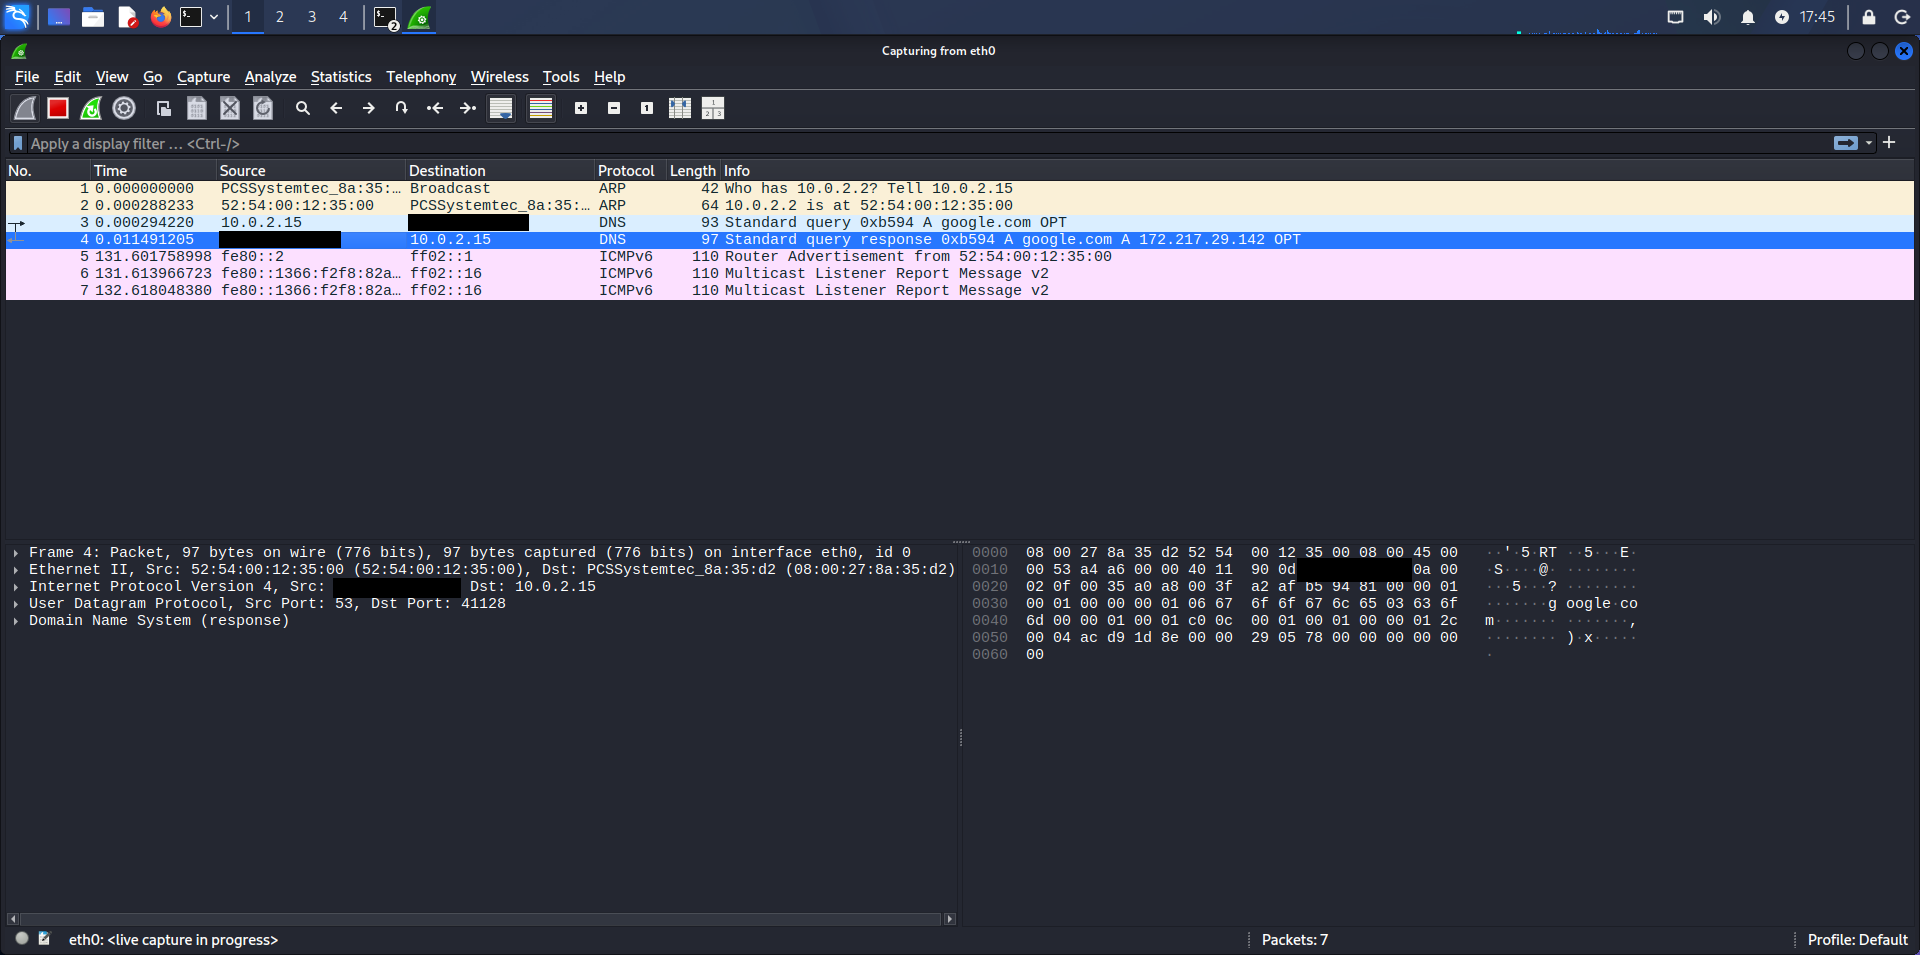 1 2 3 4 2 17:45
Capturing from eth0
File Edit View Go Capture Analyze Statistics Telephony Wireless Tools Help
Apply a display filter … <Ctrl-/>
No. Time Source Destination Protocol Length Info
1 0.000000000 PCSSystemtec_8a:35:… Broadcast ARP 42 Who has 10.0.2.2? Tell 10.0.2.15
2 0.000288233 52:54:00:12:35:00 PCSSystemtec_8a:35:… ARP 64 10.0.2.2 is at 52:54:00:12:35:00
3 0.000294220 10.0.2.15 DNS 93 Standard query 0xb594 A google.com OPT
4 0.011491205 10.0.2.15 DNS 97 Standard query response 0xb594 A google.com A 172.217.29.142 OPT
5 131.601758998 fe80::2 ff02::1 ICMPv6 110 Router Advertisement from 52:54:00:12:35:00
6 131.613966723 fe80::1366:f2f8:82a… ff02::16 ICMPv6 110 Multicast Listener Report Message v2
7 132.618048380 fe80::1366:f2f8:82a… ff02::16 ICMPv6 110 Multicast Listener Report Message v2
Frame 4: Packet, 97 bytes on wire (776 bits), 97 bytes captured (776 bits) on interface eth0, id 0
Ethernet II, Src: 52:54:00:12:35:00 (52:54:00:12:35:00), Dst: PCSSystemtec_8a:35:d2 (08:00:27:8a:35:d2)
Internet Protocol Version 4, Src: Dst: 10.0.2.15
User Datagram Protocol, Src Port: 53, Dst Port: 41128
Domain Name System (response)
0000 08 00 27 8a 35 d2 52 54 00 12 35 00 08 00 45 00 ··'·5·RT ··5···E·
0010 00 53 a4 a6 00 00 40 11 90 0d 0a 00 ·S····@· ········
0020 02 0f 00 35 a0 a8 00 3f a2 af b5 94 81 00 00 01 ···5···? ········
0030 00 01 00 00 00 01 06 67 6f 6f 67 6c 65 03 63 6f ·······g oogle·co
0040 6d 00 00 01 00 01 c0 0c 00 01 00 01 00 00 01 2c m······· ·······,
0050 00 04 ac d9 1d 8e 00 00 29 05 78 00 00 00 00 00 ········ )·x·····
0060 00 ·
eth0: <live capture in progress> Packets: 7 Profile: Default